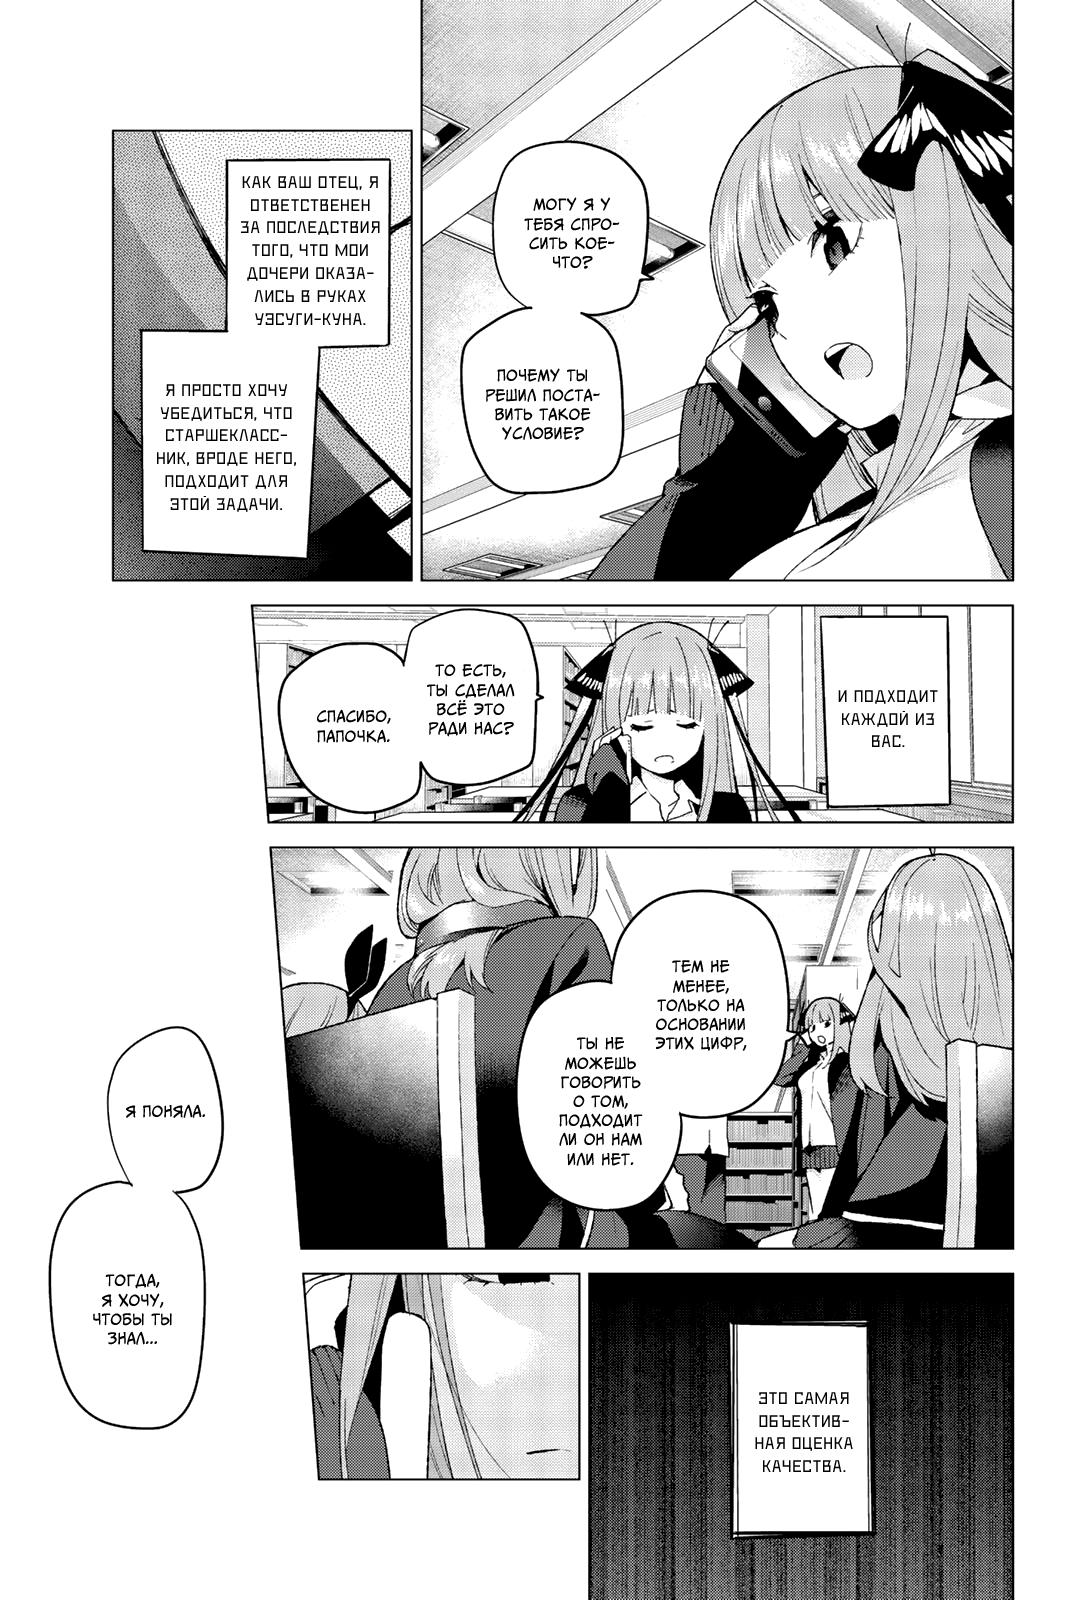 МОГУ Я У
ТЕБЯ СПРО-
СИТЬ КОЕ-
ЧТО?
ПОЧЕМУ ТЫ
РЕШИЛ ПОСТА-
ВИТЬ ТАКОЕ
УСЛОВИЕ?
КАК ВАШ ОТЕЦ, Я
ОТВЕТСТВЕНЕН
ЗА ПОСЛЕДСТВИЯ
ТОГО, ЧТО МОИ
ДОЧЕРИ ОКАЗА-
ЛИСЬ В РУКАХ
УЭСУГИ-КУНА.
Я ПРОСТО ХОЧУ
УБЕДИТЬСЯ, ЧТО
СТАРШЕКЛАСС-
НИК, ВРОДЕ НЕГО,
ПОДХОДИТ ДЛЯ
ЭТОЙ ЗАДАЧИ.
И ПОДХОДИТ
КАЖДОЙ ИЗ
ВАС.
ТО ЕСТЬ,
ТЫ СДЕЛАЛ
ВСЁ ЭТО
РАДИ НАС?
СПАСИБО,
ПАПОЧКА.
ТЕМ НЕ
МЕНЕЕ,
ТОЛЬКО НА
ОСНОВАНИИ
ЭТИХ ЦИФР,
ТЫ НЕ
МОЖЕШЬ
ГОВОРИТЬ
О ТОМ,
ПОДХОДИТ
ЛИ ОН НАМ
ИЛИ НЕТ.
ЭТО САМАЯ
ОБЪЕКТИВ-
НАЯ ОЦЕНКА
КАЧЕСТВА.
Я ПОНЯЛА.
ТОГДА,
Я ХОЧУ,
ЧТОБЫ ТЫ
ЗНАЛ...